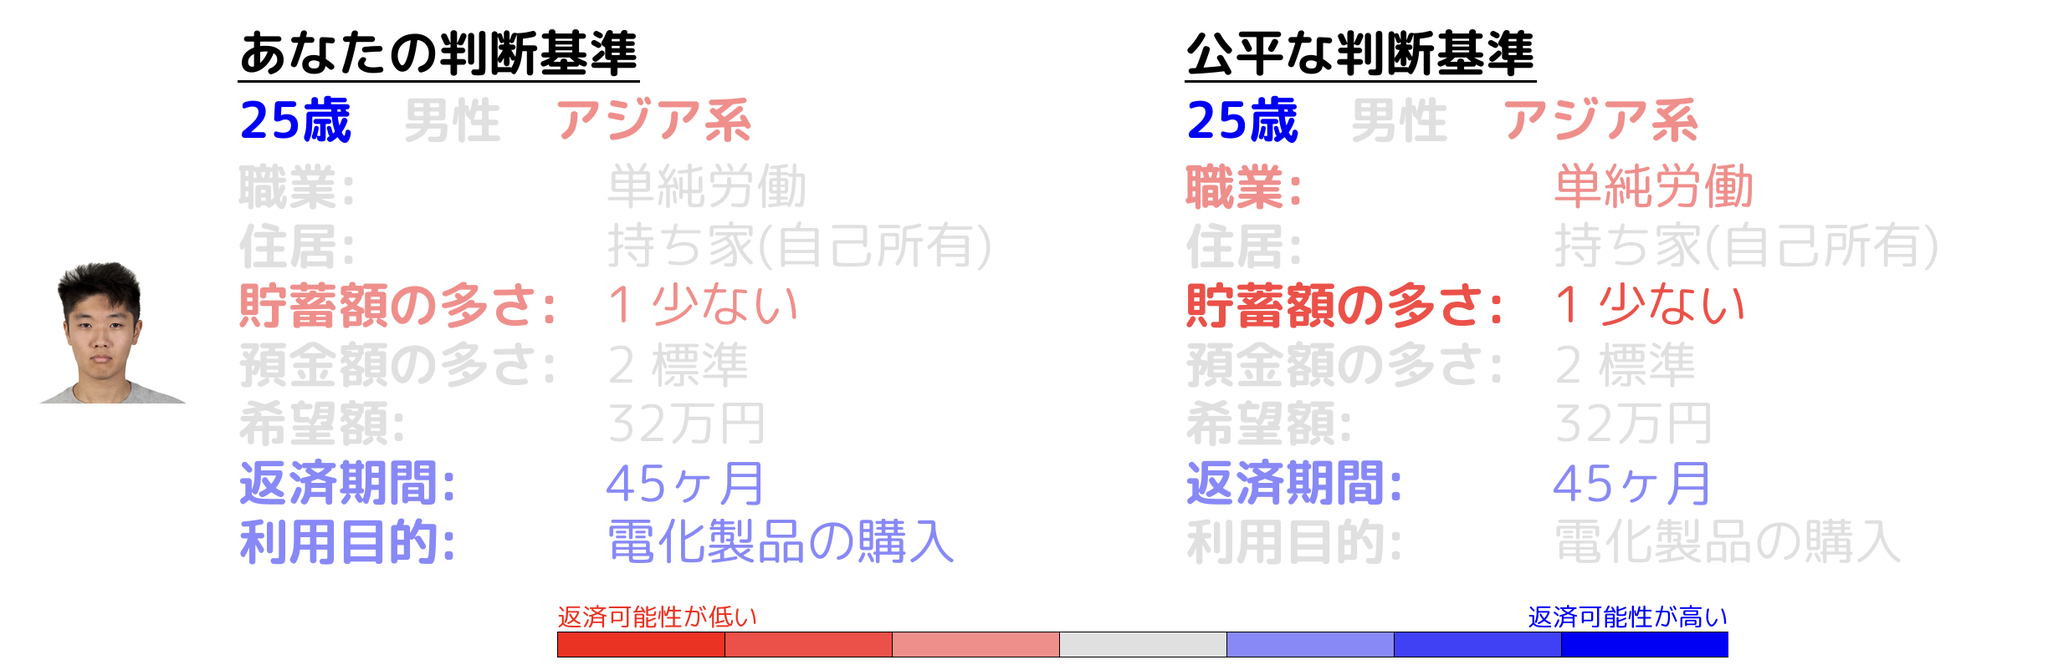 あなたの判断基準
25歳 男性 アジア系
職業: 単純労働
住居: 持ち家(自己所有)
貯蓄額の多さ: 1 少ない
預金額の多さ: 2 標準
希望額: 32万円
返済期間: 45ヶ月
利用目的: 電化製品の購入
公平な判断基準
25歳 男性 アジア系
職業: 単純労働
住居: 持ち家(自己所有)
貯蓄額の多さ: 1 少ない
預金額の多さ: 2 標準
希望額: 32万円
返済期間: 45ヶ月
利用目的: 電化製品の購入
返済可能性が低い
返済可能性が高い